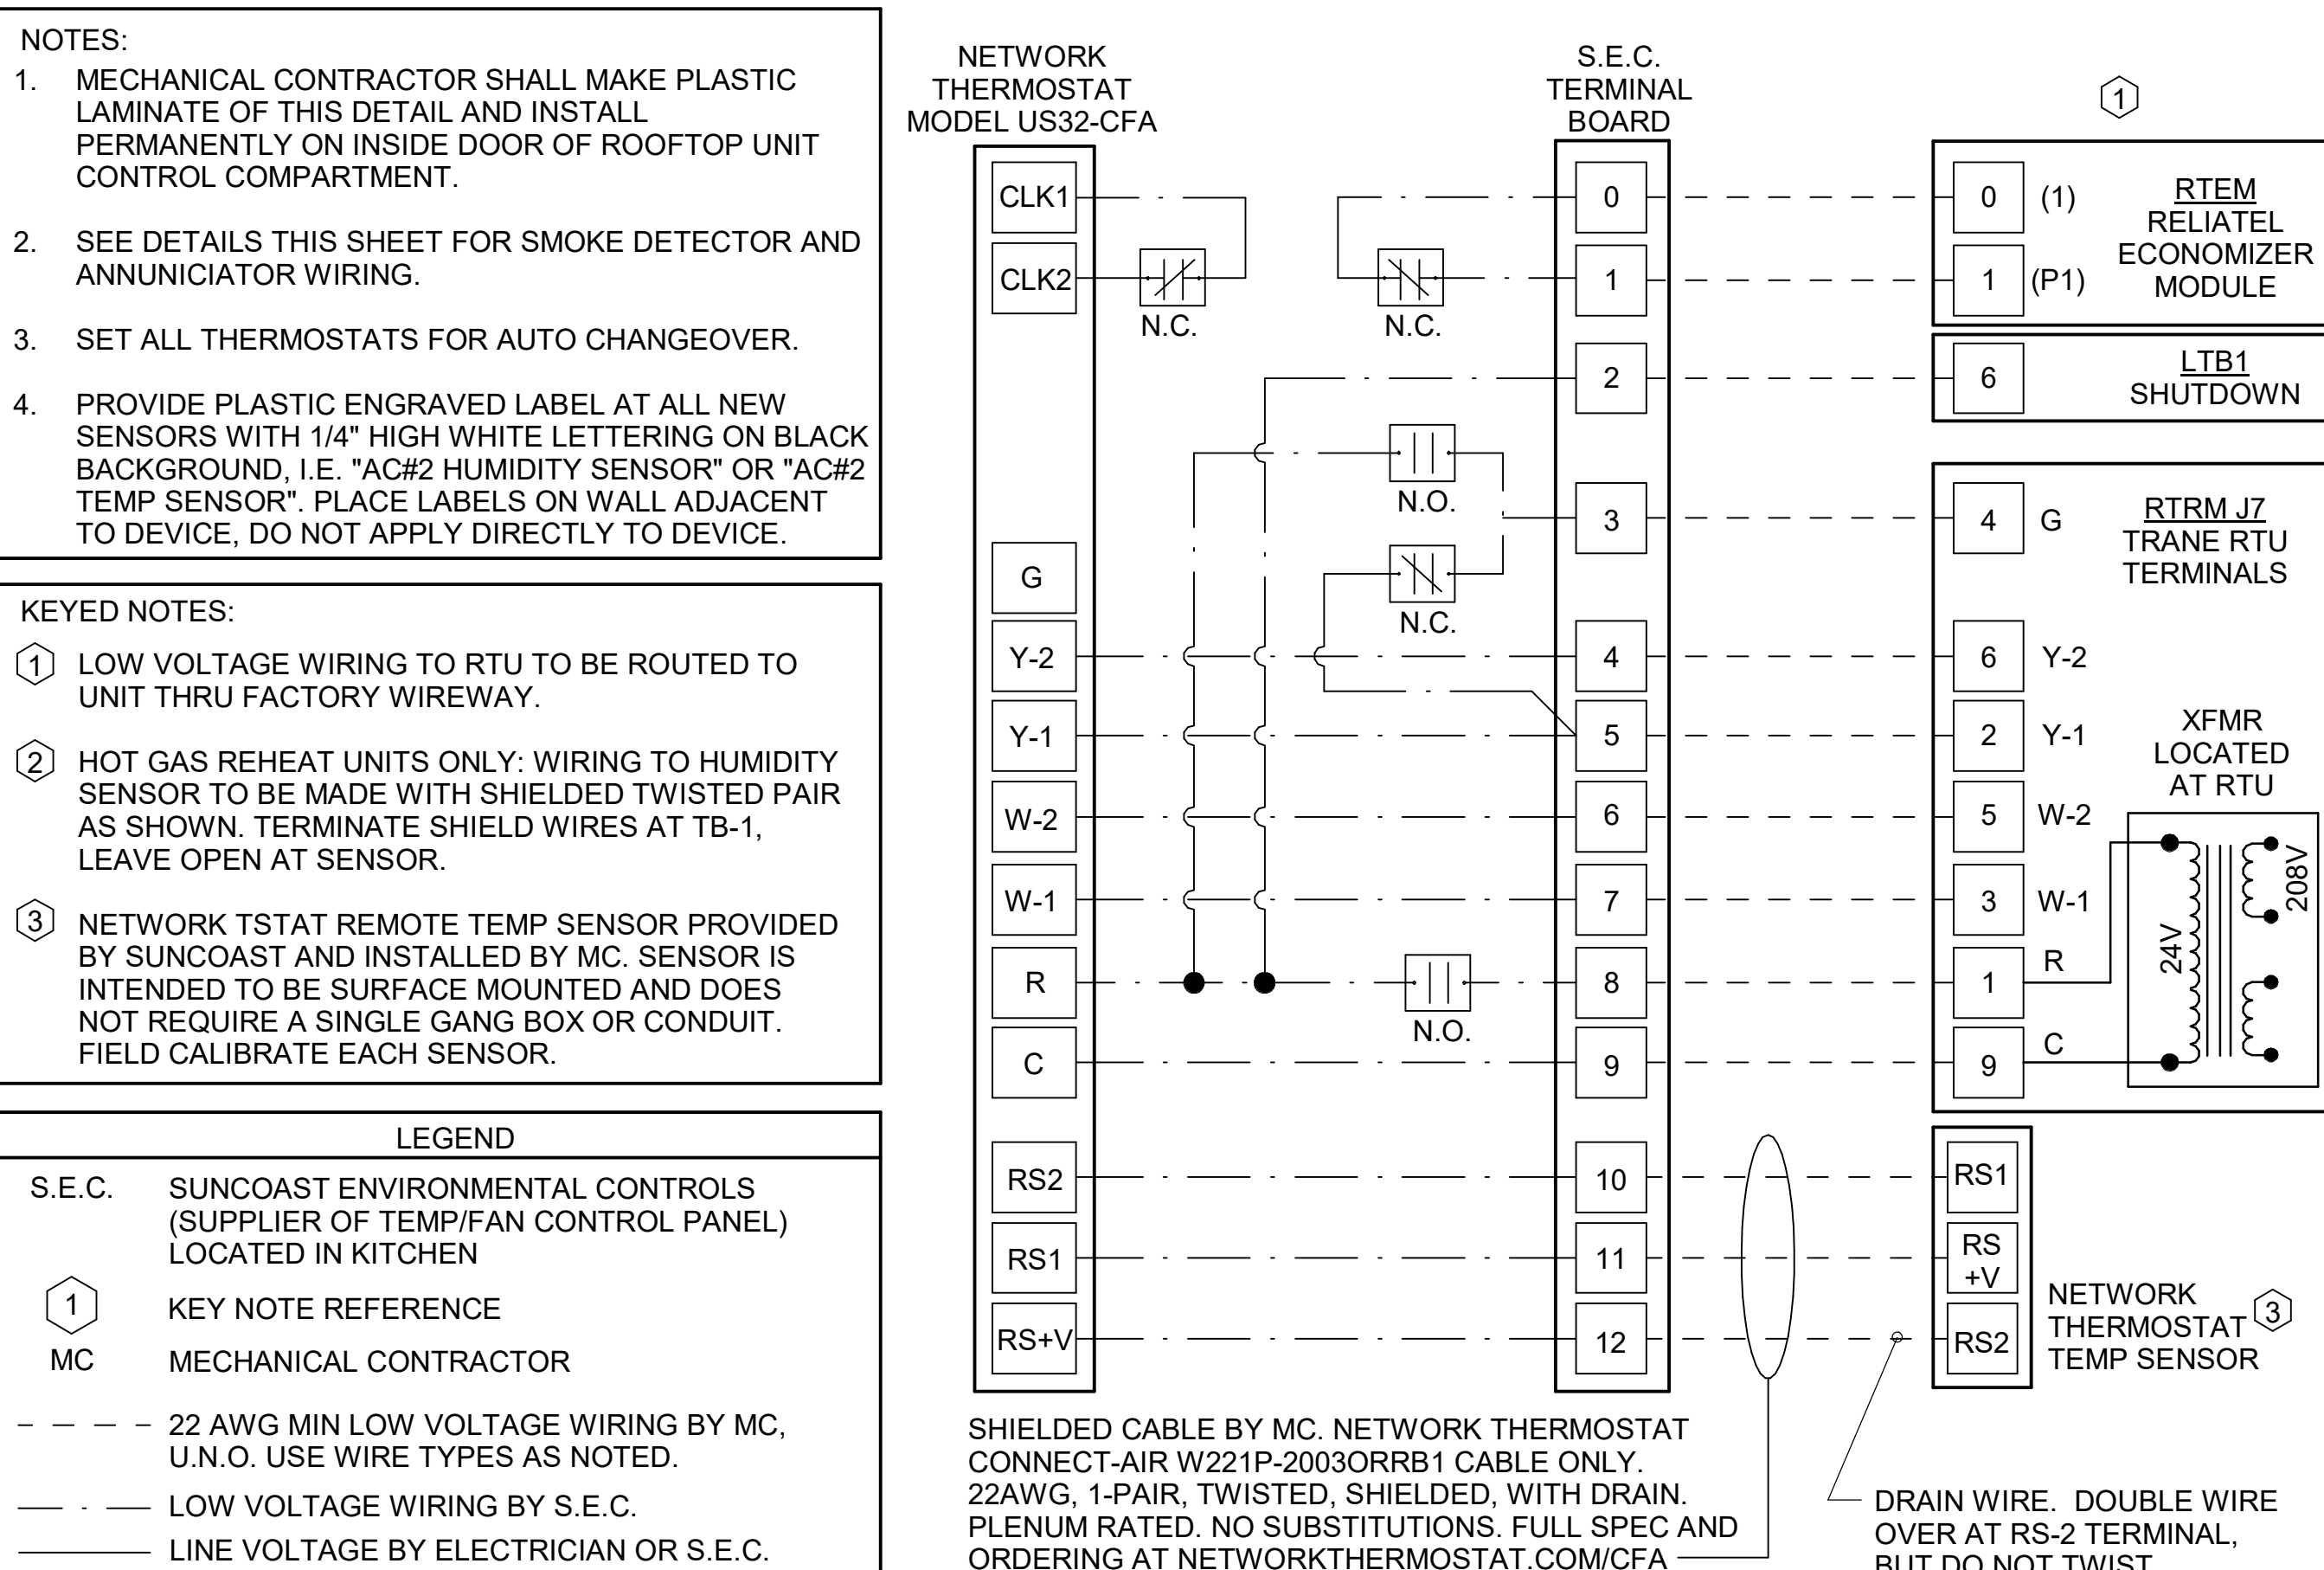 NOTES:
1. MECHANICAL CONTRACTOR SHALL MAKE PLASTIC
LAMINATE OF THIS DETAIL AND INSTALL
PERMANENTLY ON INSIDE DOOR OF ROOFTOP UNIT
CONTROL COMPARTMENT.
2. SEE DETAILS THIS SHEET FOR SMOKE DETECTOR AND
ANNUNICIATOR WIRING.
3. SET ALL THERMOSTATS FOR AUTO CHANGEOVER.
4. PROVIDE PLASTIC ENGRAVED LABEL AT ALL NEW
SENSORS WITH 1/4" HIGH WHITE LETTERING ON BLACK
BACKGROUND, I.E. "AC#2 HUMIDITY SENSOR" OR "AC#2
TEMP SENSOR". PLACE LABELS ON WALL ADJACENT
TO DEVICE, DO NOT APPLY DIRECTLY TO DEVICE.
KEYED NOTES:
1 LOW VOLTAGE WIRING TO RTU TO BE ROUTED TO
UNIT THRU FACTORY WIREWAY.
2 HOT GAS REHEAT UNITS ONLY: WIRING TO HUMIDITY
SENSOR TO BE MADE WITH SHIELDED TWISTED PAIR
AS SHOWN. TERMINATE SHIELD WIRES AT TB-1,
LEAVE OPEN AT SENSOR.
3 NETWORK TSTAT REMOTE TEMP SENSOR PROVIDED
BY SUNCOAST AND INSTALLED BY MC. SENSOR IS
INTENDED TO BE SURFACE MOUNTED AND DOES
NOT REQUIRE A SINGLE GANG BOX OR CONDUIT.
FIELD CALIBRATE EACH SENSOR.
LEGEND
S.E.C. SUNCOAST ENVIRONMENTAL CONTROLS
(SUPPLIER OF TEMP/FAN CONTROL PANEL)
LOCATED IN KITCHEN
1 KEY NOTE REFERENCE
MC MECHANICAL CONTRACTOR
22 AWG MIN LOW VOLTAGE WIRING BY MC,
U.N.O. USE WIRE TYPES AS NOTED.
LOW VOLTAGE WIRING BY S.E.C.
LINE VOLTAGE BY ELECTRICIAN OR S.E.C.
NETWORK
THERMOSTAT
MODEL US32-CFA
CLK1
CLK2
G
Y-2
Y-1
W-2
W-1
R
C
RS2
RS1
RS+V
N.C.
N.C.
N.O.
N.C.
N.O.
S.E.C.
TERMINAL
BOARD
0
1
2
3
4
5
6
7
8
9
10
11
12
1
0 (1)
1 (P1)
RTEM
RELIATEL
ECONOMIZER
MODULE
6
LTB1
SHUTDOWN
RTRM J7
TRANE RTU
TERMINALS
4 G
6 Y-2
2 Y-1
5 W-2
3 W-1
1 R
9 C
XFMR
LOCATED
AT RTU
24V
208V
RS1
RS
+V
RS2
NETWORK
THERMOSTAT 3
TEMP SENSOR
SHIELDED CABLE BY MC. NETWORK THERMOSTAT
CONNECT-AIR W221P-2003ORRB1 CABLE ONLY.
22AWG, 1-PAIR, TWISTED, SHIELDED, WITH DRAIN.
PLENUM RATED. NO SUBSTITUTIONS. FULL SPEC AND
ORDERING AT NETWORKTHERMOSTAT.COM/CFA
DRAIN WIRE. DOUBLE WIRE
OVER AT RS-2 TERMINAL,
BUT DO NOT TWIST